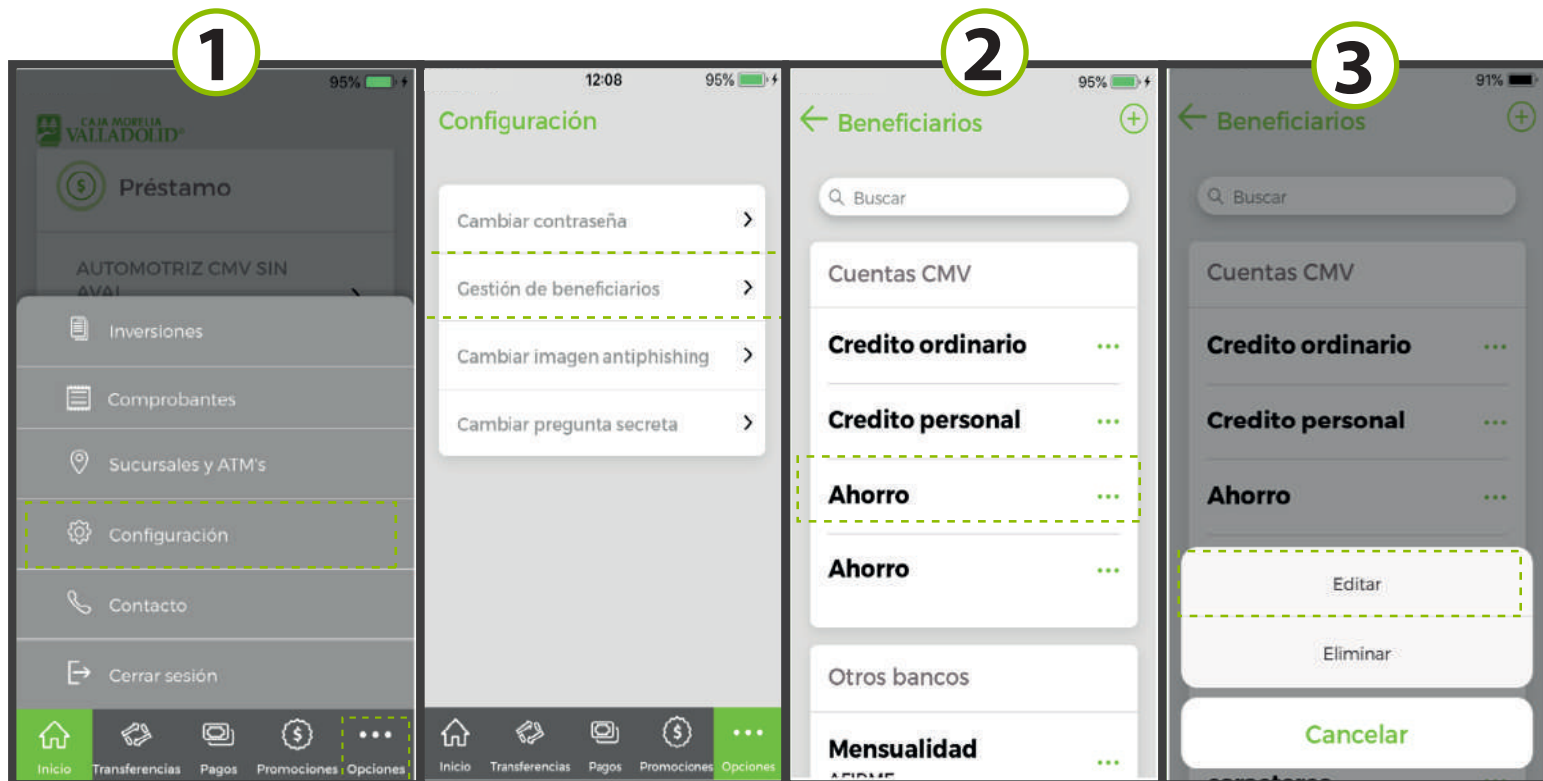 1
95%
CAJA MORELIA
VALLADOLID®
Préstamo
AUTOMOTRIZ CMV SIN
AVAL
Inversiones
Comprobantes
Sucursales y ATM's
Configuración
Contacto
Cerrar sesión
Inicio Transferencias Pagos Promociones Opciones
12:08 95%
Configuración
Cambiar contraseña
Gestión de beneficiarios
Cambiar imagen antiphishing
Cambiar pregunta secreta
Inicio Transferencias Pagos Promociones Opciones
2
95%
Beneficiarios
Buscar
Cuentas CMV
Credito ordinario
Credito personal
Ahorro
Ahorro
Otros bancos
Mensualidad
AFIRME
3
91%
Beneficiarios
Buscar
Cuentas CMV
Credito ordinario
Credito personal
Ahorro
Editar
Eliminar
Cancelar